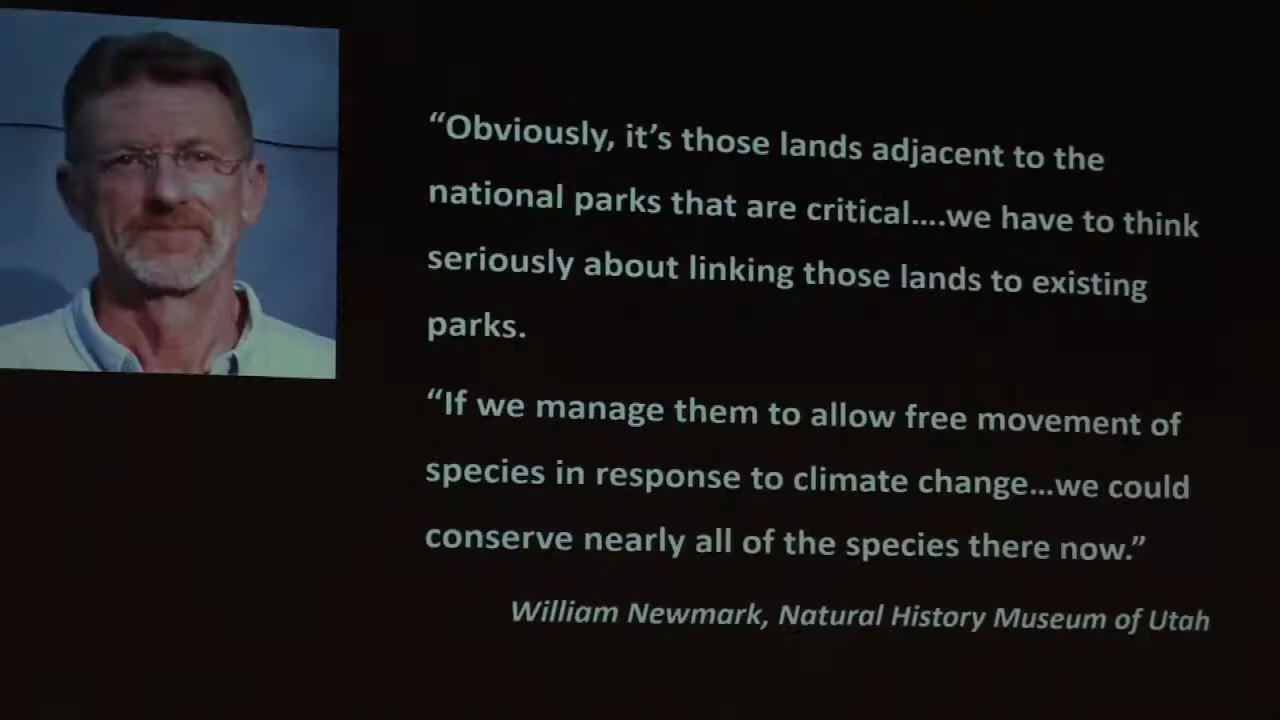 “Obviously, it’s those lands adjacent to the
national parks that are critical....we have to think
seriously about linking those lands to existing
parks.
“If we manage them to allow free movement of
species in response to climate change...we could
conserve nearly all of the species there now.”
William Newmark, Natural History Museum of Utah